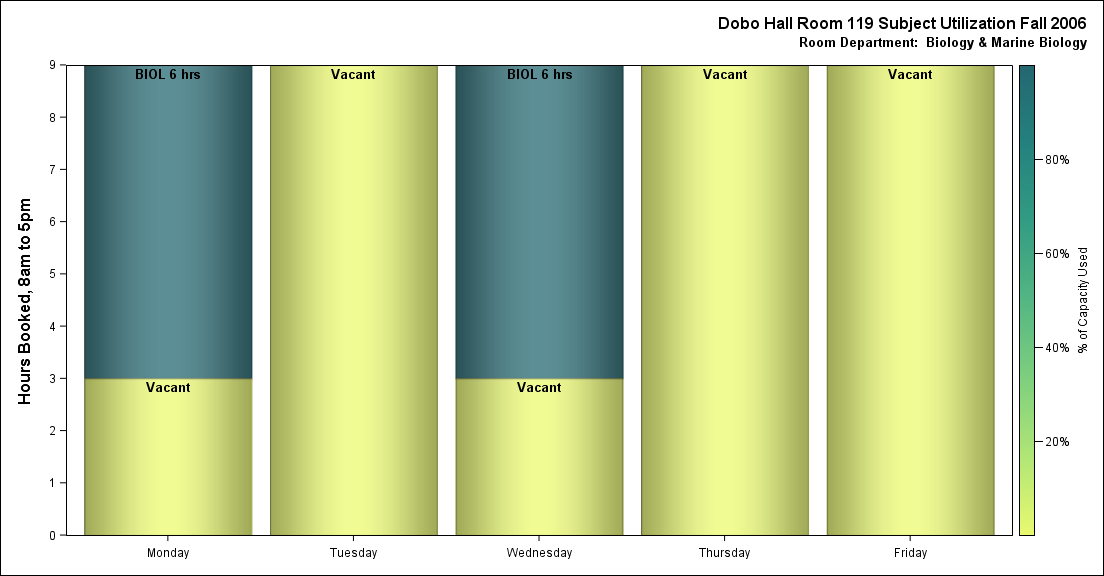 Dobo Hall Room 119 Subject Utilization Fall 2006
Room Department:  Biology & Marine Biology
Hours Booked, 8am to 5pm
9
8
7
6
5
4
3
2
1
0
BIOL 6 hrs
Vacant
Vacant
BIOL 6 hrs
Vacant
Vacant
Vacant
Monday
Tuesday
Wednesday
Thursday
Friday
80%
60%
40%
20%
% of Capacity Used